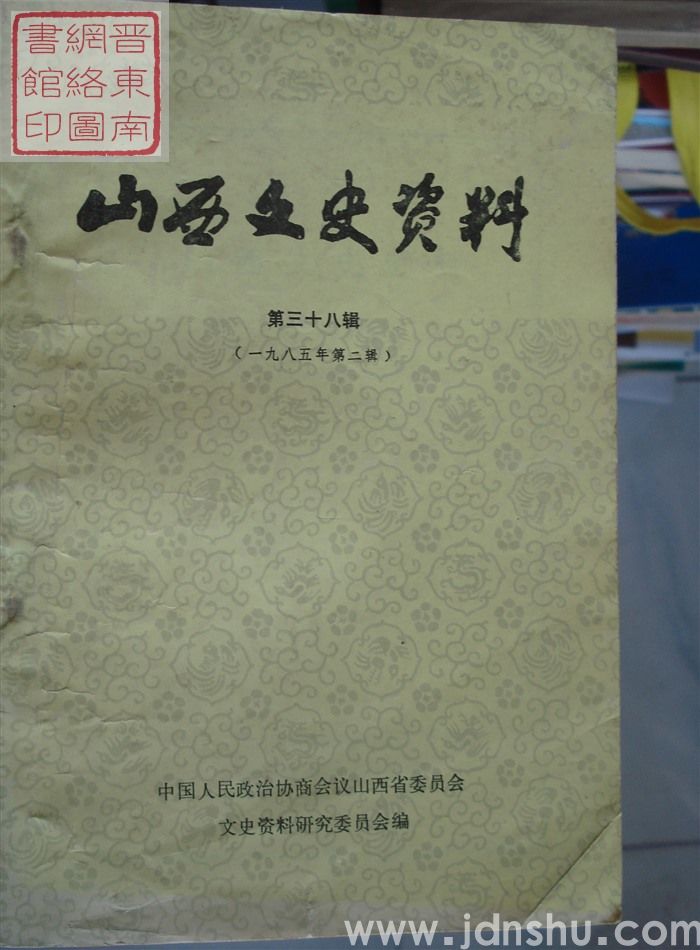 晋東南
網絡圖
書館印
山西文史资料
第三十八辑
（一九八五年第二辑）
中国人民政治协商会议山西省委员会
文史资料研究委员会编
www.jdnshu.com